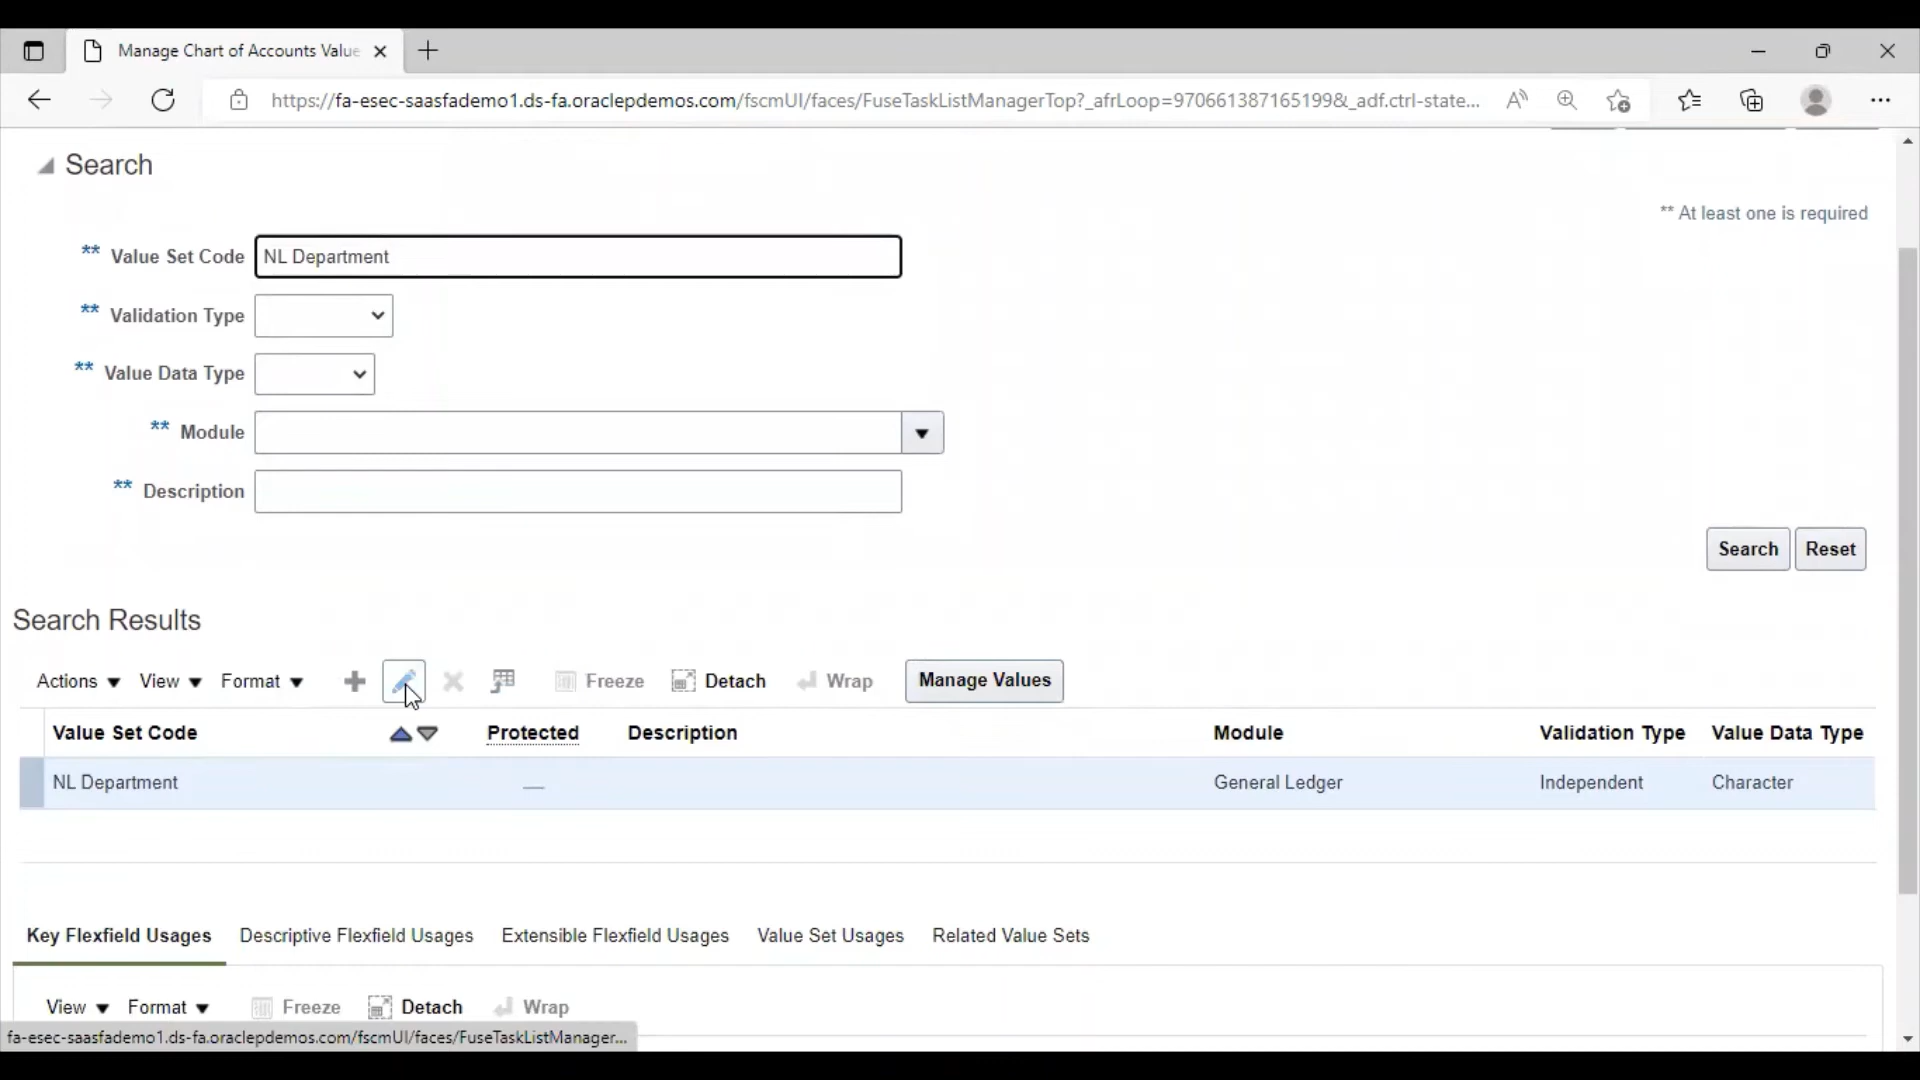 Manage Chart of Accounts Value
https://fa-esec-saasfademo1.ds-fa.oraclepdemos.com/fscmUI/faces/FuseTaskListManagerTop?_afrLoop=970661387165199&_adf.ctrl-state...
Search
** At least one is required
** Value Set Code NL Department
** Validation Type
** Value Data Type
** Module
** Description
Search Reset
Search Results
Actions View Format Freeze Detach Wrap Manage Values
Value Set Code Protected Description Module Validation Type Value Data Type
NL Department General Ledger Independent Character
Key Flexfield Usages Descriptive Flexfield Usages Extensible Flexfield Usages Value Set Usages Related Value Sets
View Format Freeze Detach Wrap
fa-esec-saasfademo1.ds-fa.oraclepdemos.com/fscmUI/faces/FuseTaskListManager...